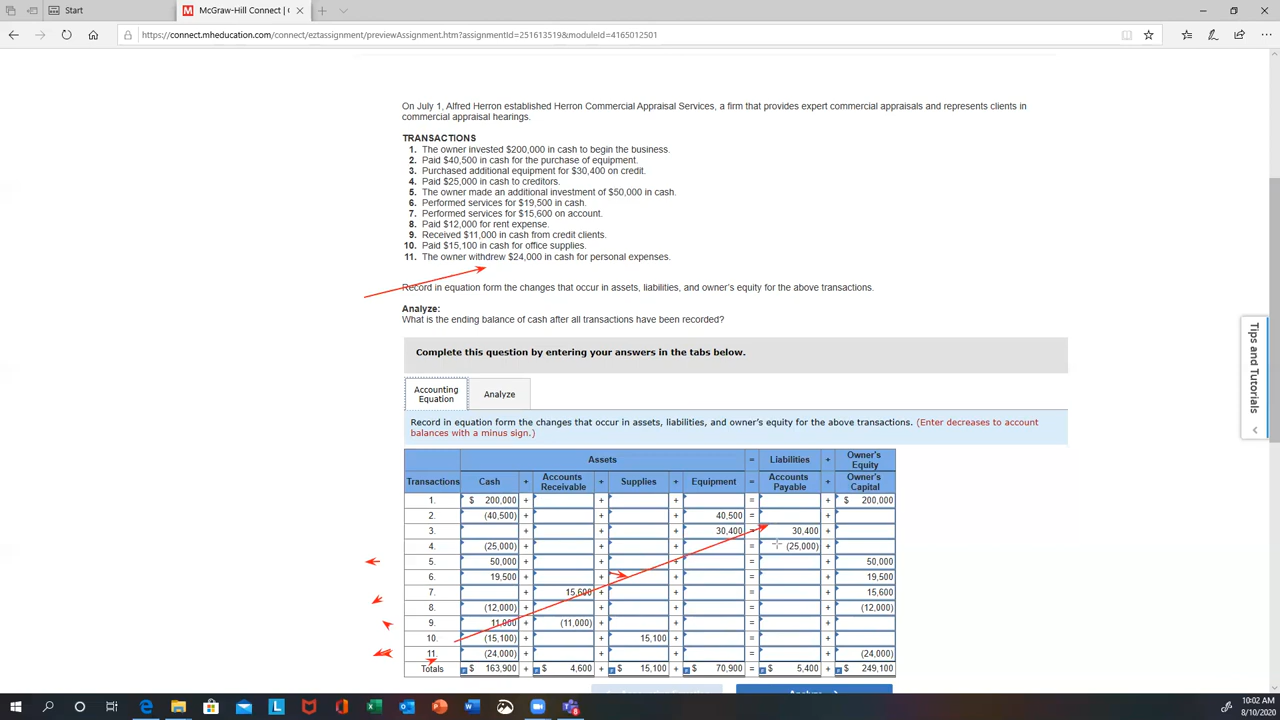 Start
McGraw-Hill Connect | (
https://connect.mheducation.com/connect/eztassignment/previewAssignment.htm?assignmentId=251613519&moduleId=4165012501
On July 1, Alfred Herron established Herron Commercial Appraisal Services, a firm that provides expert commercial appraisals and represents clients in
commercial appraisal hearings.
TRANSACTIONS
1. The owner invested $200,000 in cash to begin the business.
2. Paid $40,500 in cash for the purchase of equipment.
3. Purchased additional equipment for $30,400 on credit.
4. Paid $25,000 in cash to creditors.
5. The owner made an additional investment of $50,000 in cash.
6. Performed services for $19,500 in cash.
7. Performed services for $15,600 on account.
8. Paid $12,000 for rent expense.
9. Received $11,000 in cash from credit clients.
10. Paid $15,100 in cash for office supplies.
11. The owner withdrew $24,000 in cash for personal expenses.
Record in equation form the changes that occur in assets, liabilities, and owner's equity for the above transactions.
Analyze:
What is the ending balance of cash after all transactions have been recorded?
Tips and Tutorials
Complete this question by entering your answers in the tabs below.
Accounting Equation
Analyze
Record in equation form the changes that occur in assets, liabilities, and owner's equity for the above transactions. (Enter decreases to account
balances with a minus sign.)
Assets = Liabilities + Owner's Equity
Transactions Cash + Accounts Receivable + Supplies + Equipment = Accounts Payable + Owner's Capital
1. $ 200,000 + + + = + $ 200,000
2. (40,500) + + + 40,500 = +
3. + + + 30,400 = 30,400 +
4. (25,000) + + + = (25,000) +
5. 50,000 + + + = + 50,000
6. 19,500 + + + = + 19,500
7. + 15,600 + + = + 15,600
8. (12,000) + + + = + (12,000)
9. 11,000 + (11,000) + + = +
10. (15,100) + + 15,100 + = +
11. (24,000) + + + = + (24,000)
Totals $ 163,900 + $ 4,600 + $ 15,100 + $ 70,900 = $ 5,400 + $ 249,100
10:02 AM
8/10/2020